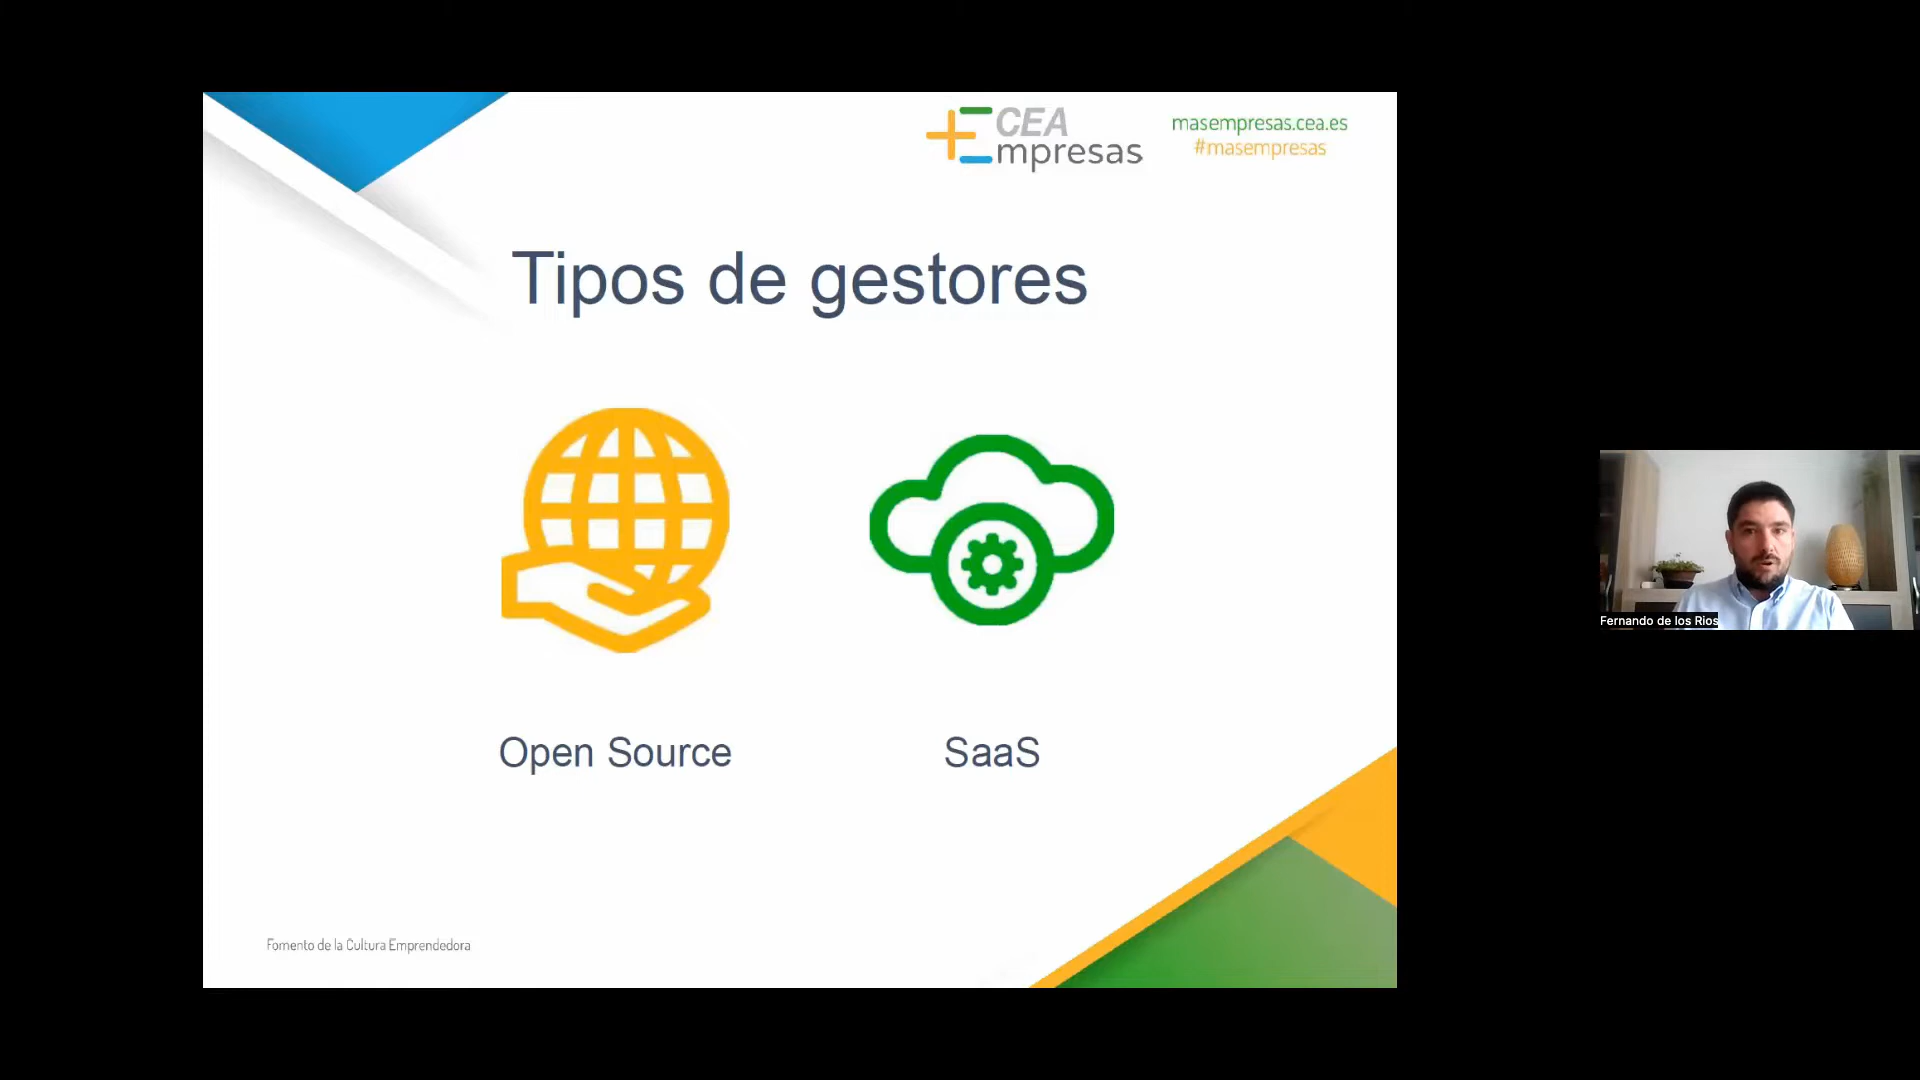 CEA
mpresas
masempresas.cea.es
#masempresas
Tipos de gestores
Open Source
SaaS
Fernando de los Rios
Fomento de la Cultura Emprendedora